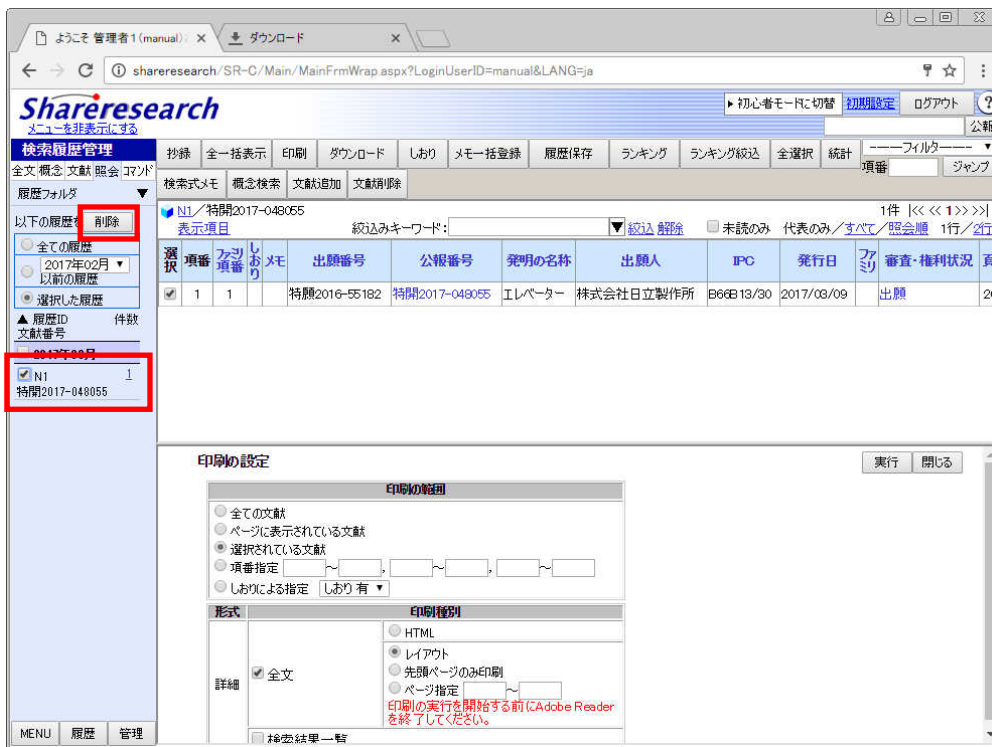 ようこそ 管理者1(manual)
ダウンロード
shareresearch/SR-C/Main/MainFrmWrap.aspx?LoginUserID=manual&LANG=ja
Shareresearch
メニューを非表示にする
▶初心者モードに切替 初期設定 ログアウト ?
公報
検索履歴管理
全文 概念 文献 照会 コマンド
履歴フォルダ ▼
以下の履歴を 削除
全ての履歴
2017年02月 ▼
以前の履歴
選択した履歴
▲ 履歴ID 件数
文献番号
N1 1
特開2017-048055
MENU 履歴 管理
抄録 全一括表示 印刷 ダウンロード しおり メモ一括登録 履歴保存 ランキング ランキング絞込 全選択 統計 ----フィルター---- ▼
項番 ジャンプ
検索式メモ 概念検索 文献追加 文献削除
N1/特開2017-048055 1件 |<< << 1 >> >>|
表示項目 絞込みキーワード: ▼ 絞込 解除 未読のみ 代表のみ/すべて/照会順 1行/2行
選択 項番 ファミリ項番 しおり メモ 出願番号 公報番号 発明の名称 出願人 IPC 発行日 ファミリ 審査・権利状況 頁
1 1 特願2016-55182 特開2017-048055 エレベーター 株式会社日立製作所 B66B13/30 2017/03/09 出願
印刷の設定 実行 閉じる
印刷の範囲
全ての文献
ページに表示されている文献
選択されている文献
項番指定 ～ , ～ , ～
しおりによる指定 しおり 有 ▼
形式 印刷種別
詳細 全文
HTML
レイアウト
先頭ページのみ印刷
ページ指定 ～
印刷の実行を開始する前にAdobe Reader
を終了してください。
検索結果一覧